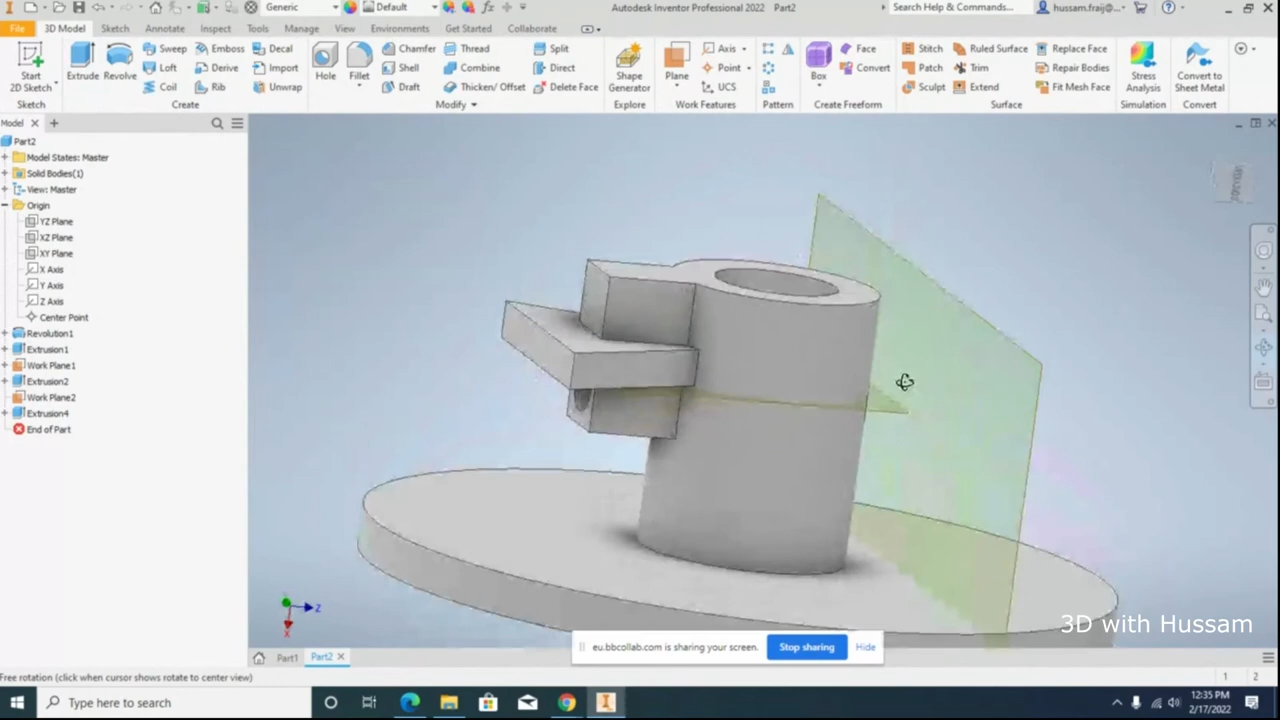 Generic
Default
Autodesk Inventor Professional 2022 Part2
Search Help & Commands...
hussam.fraij@...
File
3D Model
Sketch
Annotate
Inspect
Tools
Manage
View
Environments
Get Started
Collaborate
Start
2D Sketch
Sketch
Extrude
Revolve
Sweep
Loft
Coil
Emboss
Derive
Rib
Decal
Import
Unwrap
Create
Hole
Fillet
Chamfer
Shell
Draft
Thread
Combine
Thicken/ Offset
Split
Direct
Delete Face
Modify
Shape
Generator
Explore
Plane
Axis
Point
UCS
Work Features
Pattern
Box
Face
Convert
Create Freeform
Stitch
Patch
Sculpt
Ruled Surface
Trim
Extend
Replace Face
Repair Bodies
Fit Mesh Face
Surface
Stress
Analysis
Simulation
Convert to
Sheet Metal
Convert
Model
Part2
Model States: Master
Solid Bodies(1)
View: Master
Origin
YZ Plane
XZ Plane
XY Plane
X Axis
Y Axis
Z Axis
Center Point
Revolution1
Extrusion1
Work Plane1
Extrusion2
Work Plane2
Extrusion4
End of Part
Z
X
3D with Hussam
eu.bbcollab.com is sharing your screen.
Stop sharing
Hide
Part1
Part2
Free rotation (click when cursor shows rotate to center view)
1
2
Type here to search
12:35 PM
2/17/2022